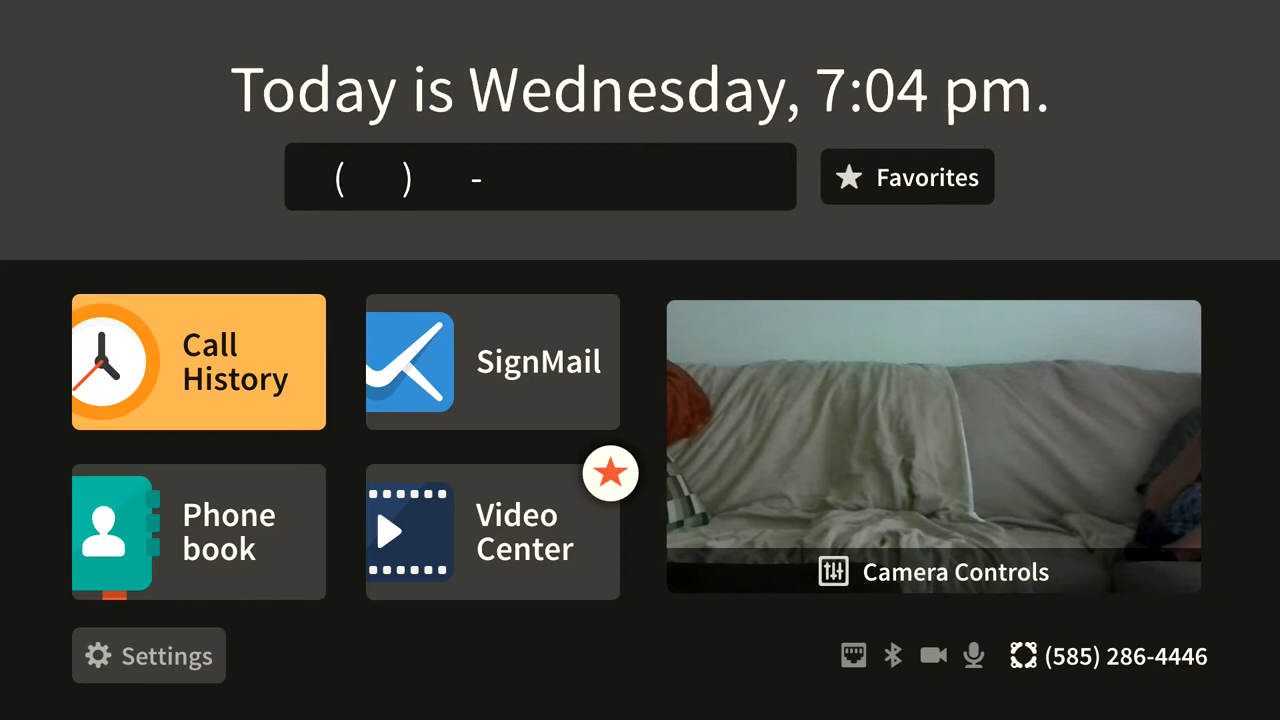 Today is Wednesday, 7:04 pm.
( ) -
Favorites
Call
History
SignMail
Phone
book
Video
Center
Camera Controls
Settings
(585) 286-4446